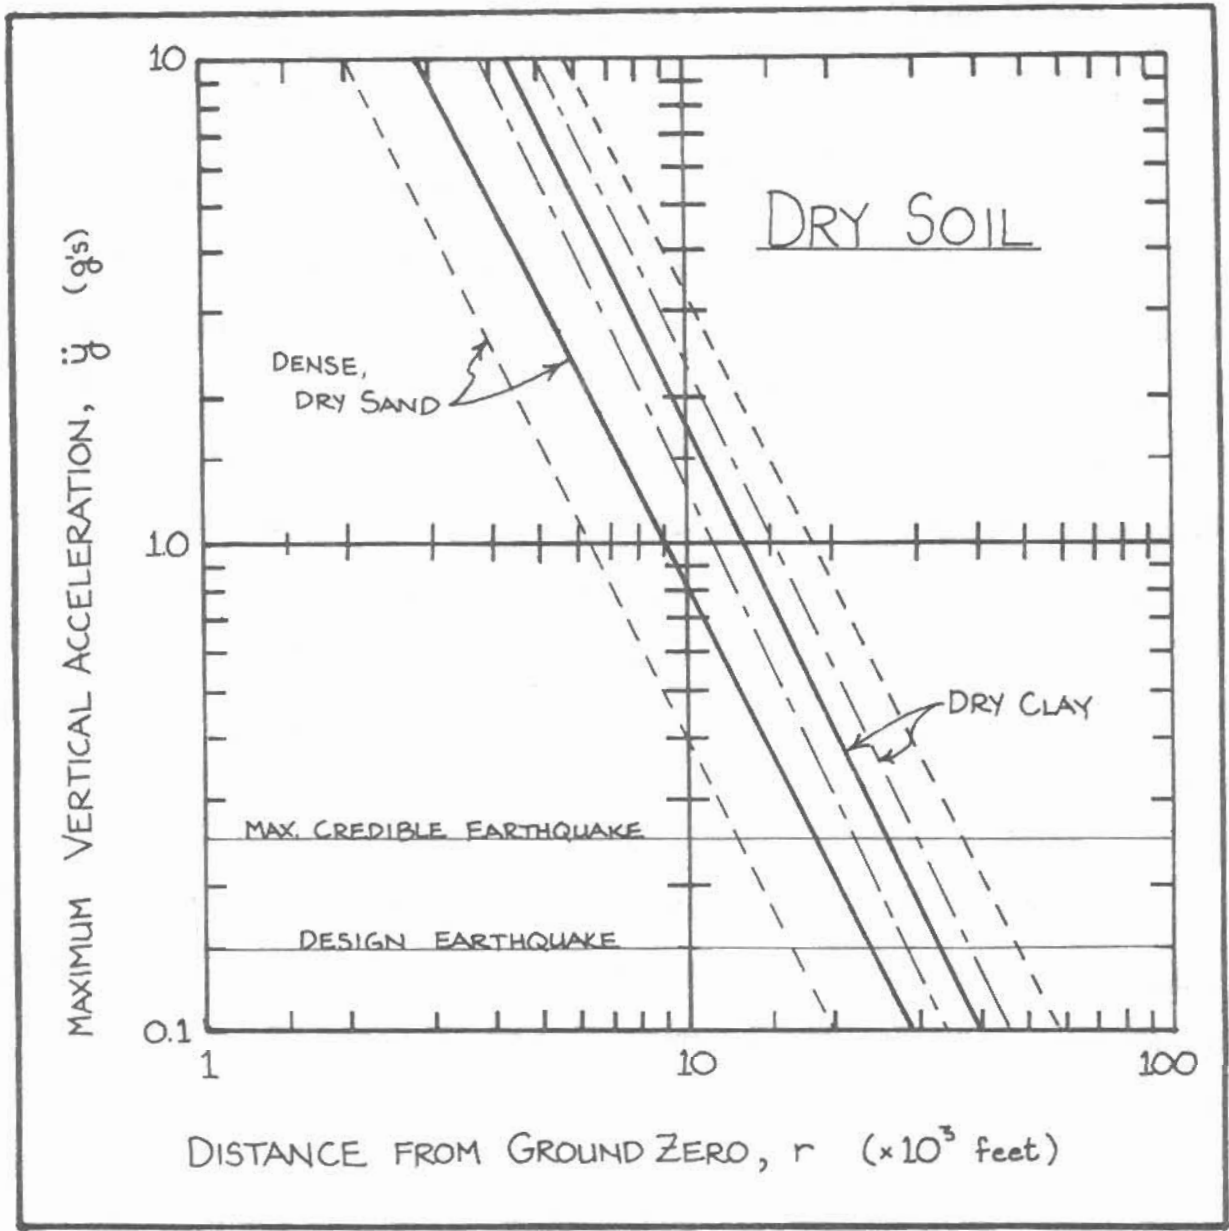 DRY SOIL
MAXIMUM VERTICAL ACCELERATION, ÿ (g's)
10
1.0
0.1
DENSE,
DRY SAND
DRY CLAY
MAX. CREDIBLE EARTHQUAKE
DESIGN EARTHQUAKE
1 10 100
DISTANCE FROM GROUND ZERO, r (×10³ feet)